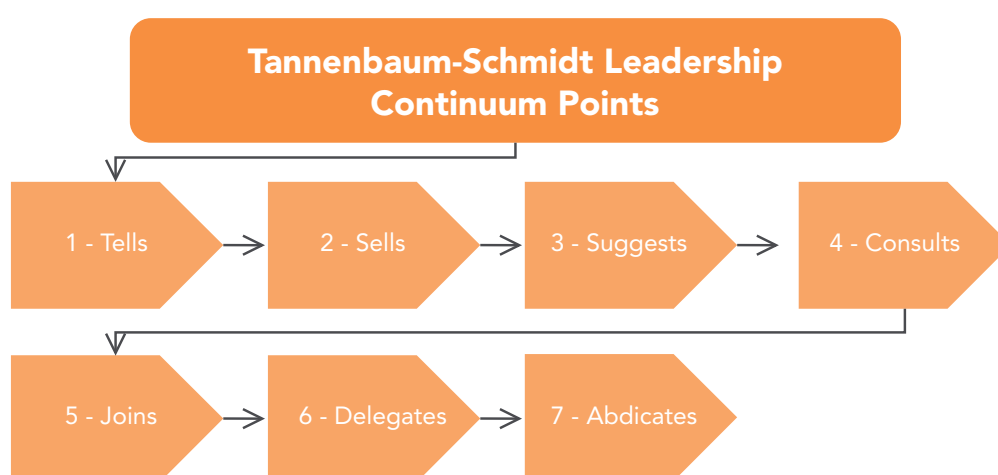 Tannenbaum-Schmidt Leadership
Continuum Points
1 - Tells
2 - Sells
3 - Suggests
4 - Consults
5 - Joins
6 - Delegates
7 - Abdicates